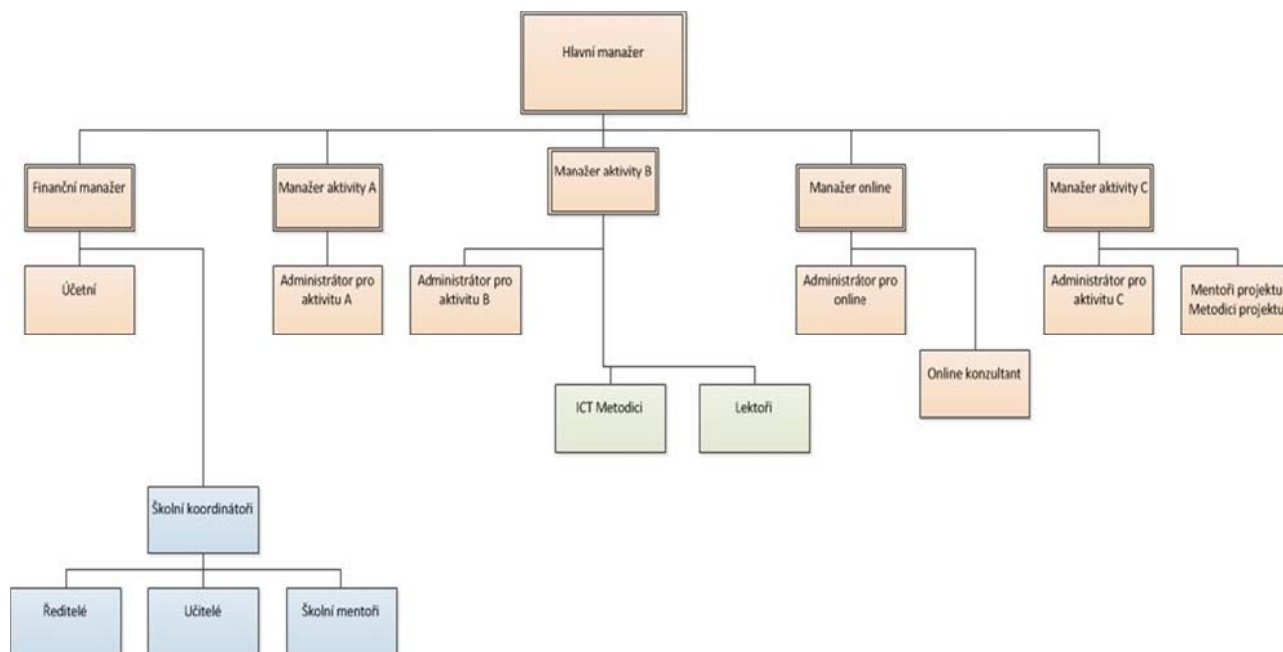 Hlavní manažer
Finanční manažer
Manažer aktivity A
Manažer aktivity B
Manažer online
Manažer aktivity C
Účetní
Administrátor pro
aktivitu A
Administrátor pro
aktivitu B
Administrátor pro
online
Administrátor pro
aktivitu C
Mentoři projektu
Metodici projektu
Online konzultant
ICT Metodici
Lektoři
Školní koordinátoři
Ředitelé
Učitelé
Školní mentoři